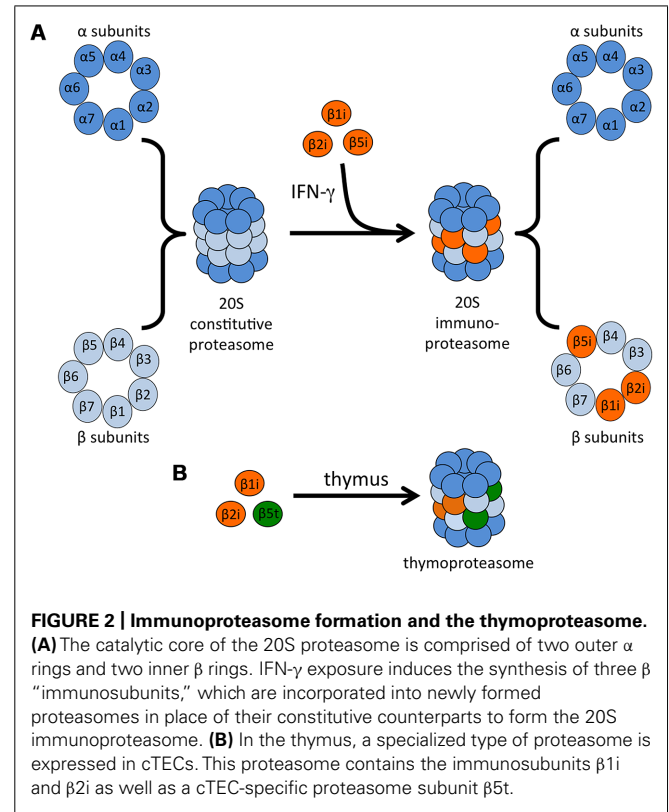 A
α subunits
α5
α4
α3
α6
α2
α7
α1
α subunits
α5
α4
α3
α6
α2
α7
α1
β1i
β2i
β5i
IFN-γ
20S
constitutive
proteasome
20S
immuno-
proteasome
β5
β4
β3
β6
β2
β7
β1
β subunits
β5i
β4
β3
β6
β2i
β7
β1i
β subunits
B
β1i
β2i
β5t
thymus
thymoproteasome
FIGURE 2 | Immunoproteasome formation and the thymoproteasome.
(A) The catalytic core of the 20S proteasome is comprised of two outer α
rings and two inner β rings. IFN-γ exposure induces the synthesis of three β
“immunosubunits,” which are incorporated into newly formed
proteasomes in place of their constitutive counterparts to form the 20S
immunoproteasome. (B) In the thymus, a specialized type of proteasome is
expressed in cTECs. This proteasome contains the immunosubunits β1i
and β2i as well as a cTEC-specific proteasome subunit β5t.